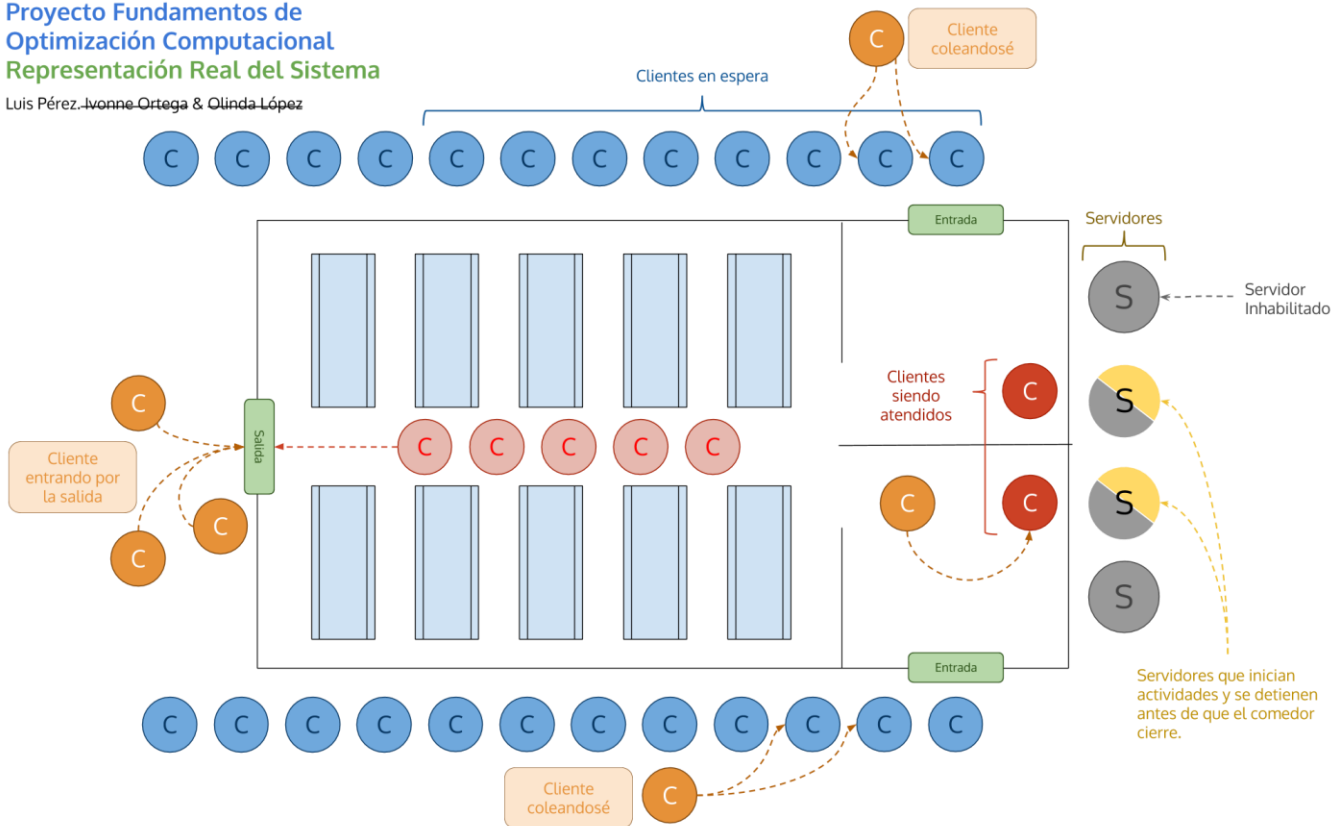 Proyecto Fundamentos de
Optimización Computacional
Representación Real del Sistema
Luis Pérez. Ivonne Ortega & Olinda López
Clientes en espera
C
Cliente
coleandosé
C C C C C C C C C C C C
Entrada
Servidores
S
Servidor
Inhabilitado
C
Clientes
siendo
atendidos
C
S
Cliente
entrando por
la salida
Salida
C C C C C
C
C
C
C
S
C
S
Entrada
Servidores que inician
actividades y se detienen
antes de que el comedor
cierre.
C C C C C C C C C C C C
Cliente
coleandosé
C